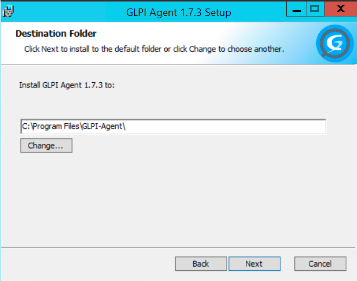 GLPI Agent 1.7.3 Setup
Destination Folder
Click Next to install to the default folder or click Change to choose another.
Install GLPI Agent 1.7.3 to:
C:\Program Files\GLPI-Agent\
Change...
Back Next Cancel